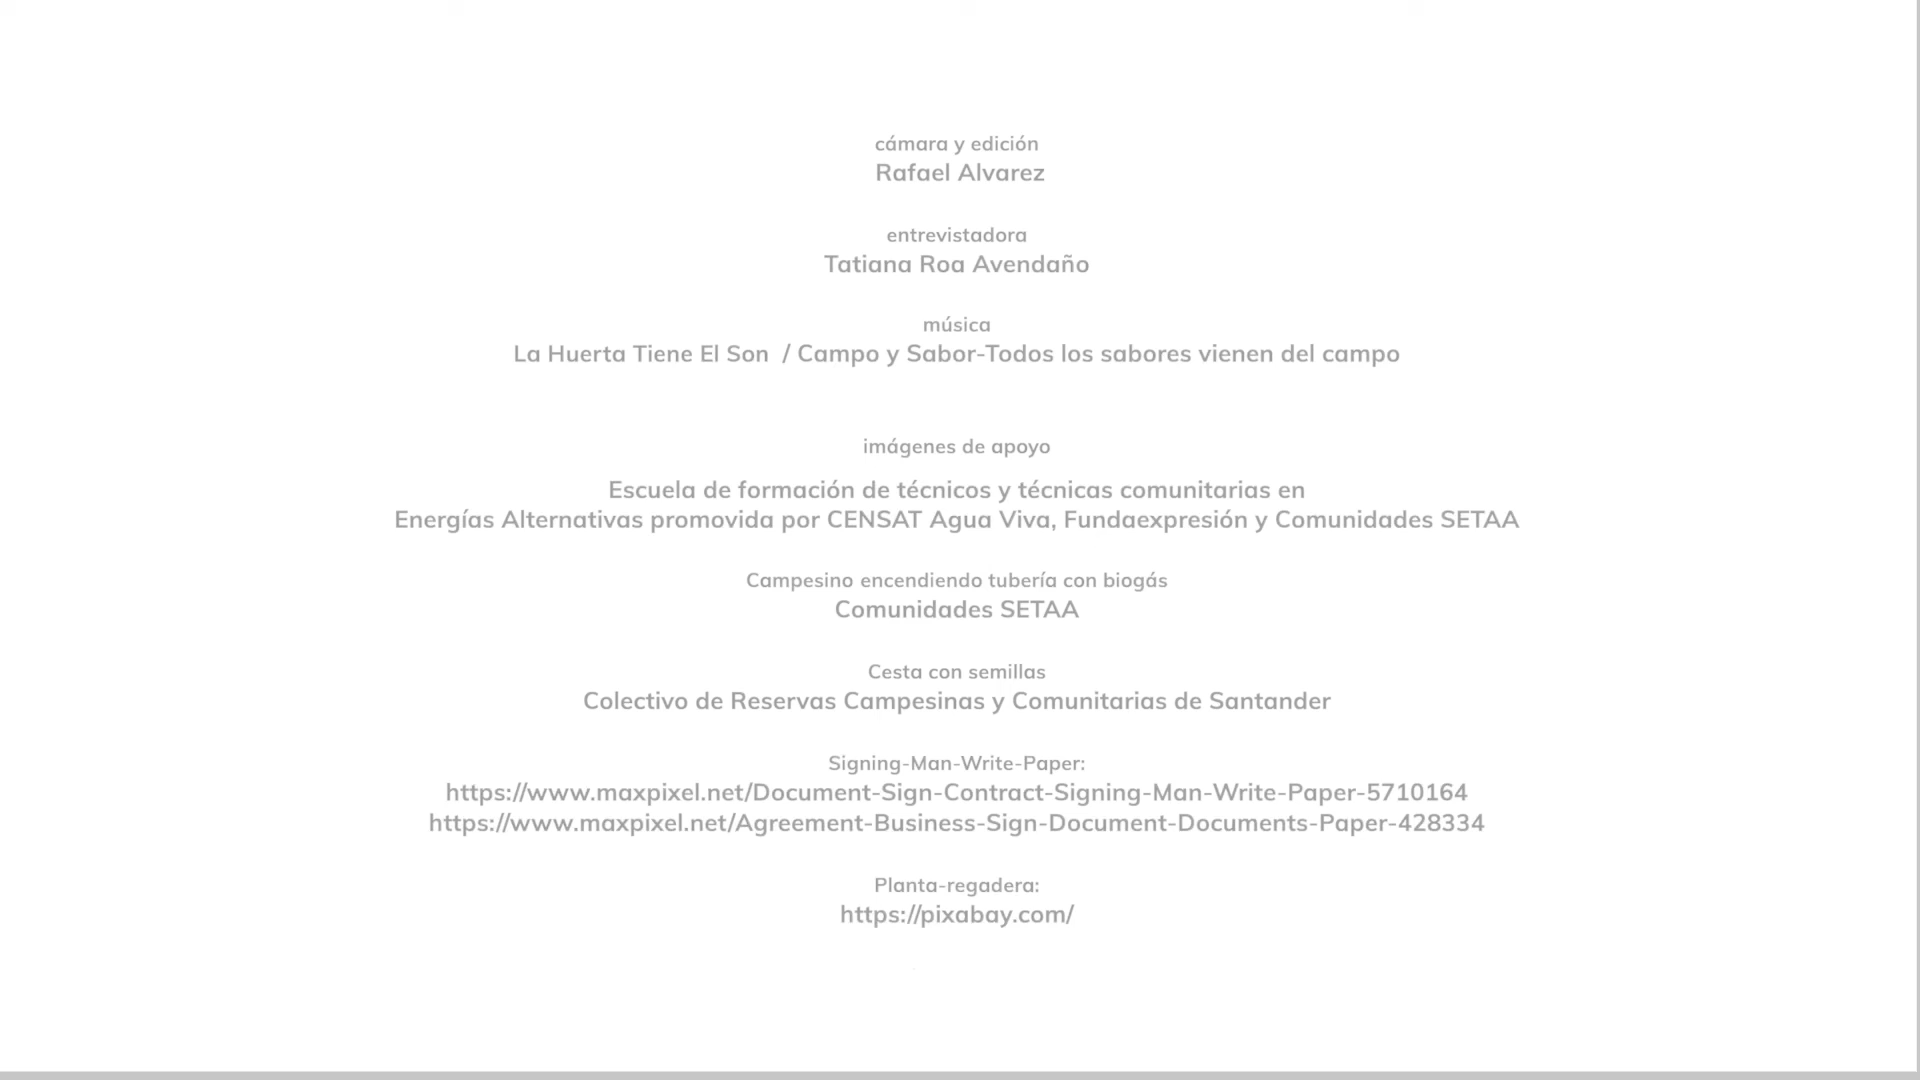 cámara y edición
Rafael Alvarez
entrevistadora
Tatiana Roa Avendaño
música
La Huerta Tiene El Son / Campo y Sabor-Todos los sabores vienen del campo
imágenes de apoyo
Escuela de formación de técnicos y técnicas comunitarias en
Energías Alternativas promovida por CENSAT Agua Viva, Fundaexpresión y Comunidades SETAA
Campesino encendiendo tubería con biogás
Comunidades SETAA
Cesta con semillas
Colectivo de Reservas Campesinas y Comunitarias de Santander
Signing-Man-Write-Paper:
https://www.maxpixel.net/Document-Sign-Contract-Signing-Man-Write-Paper-5710164
https://www.maxpixel.net/Agreement-Business-Sign-Document-Documents-Paper-428334
Planta-regadera:
https://pixabay.com/